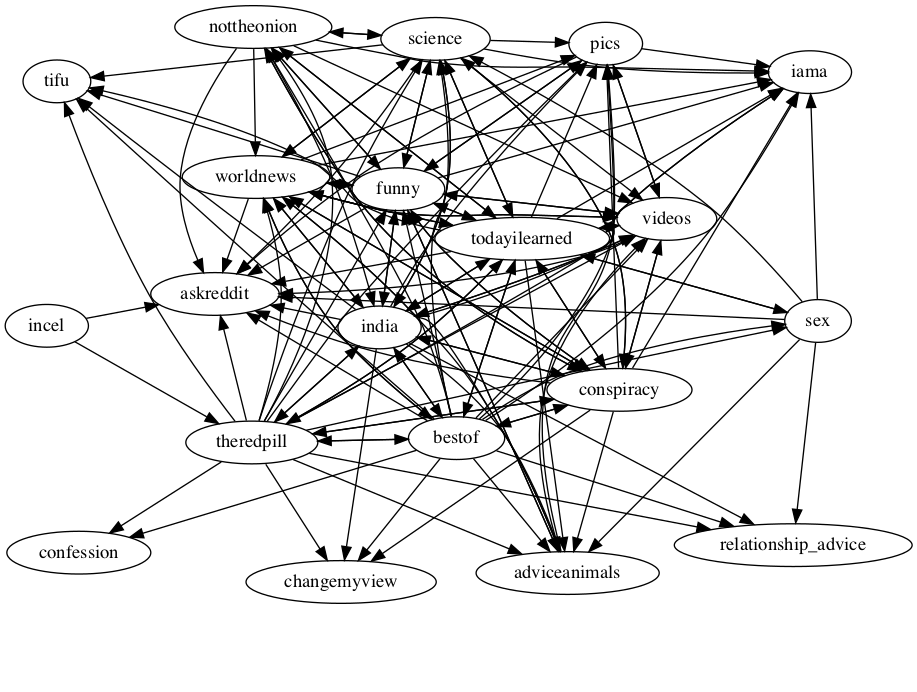 nottheonion
science
pics
tifu
iama
worldnews
funny
videos
todayilearned
askreddit
incel
india
sex
conspiracy
theredpill
bestof
confession
relationship_advice
changemyview
adviceanimals